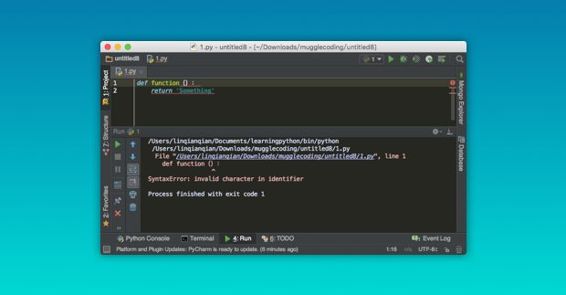 1.py - untitled8 - [~/Downloads/mugglecoding/untitled8]
untitled8 1.py 1
1.py
1 def function () :
2 return 'Something'
1: Project
7: Structure
2: Favorites
Mongo Explorer
Database
Run 1
/Users/linqianqian/Documents/learningpython/bin/python
/Users/linqianqian/Downloads/mugglecoding/untitled8/1.py
File "/Users/linqianqian/Downloads/mugglecoding/untitled8/1.py", line 1
def function () :
^
SyntaxError: invalid character in identifier
Process finished with exit code 1
Python Console Terminal 4: Run 6: TODO Event Log
Platform and Plugin Updates: PyCharm is ready to update. (8 minutes ago) 1:16 n/a UTF-8